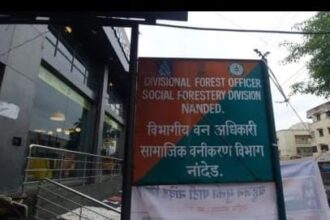 DIVISIONAL FOREST OFFICER
SOCIAL FORESTERY DIVISION
NANDED.
विभागीय वन अधिकारी
सामाजिक वनीकरण विभाग
नांदेड.